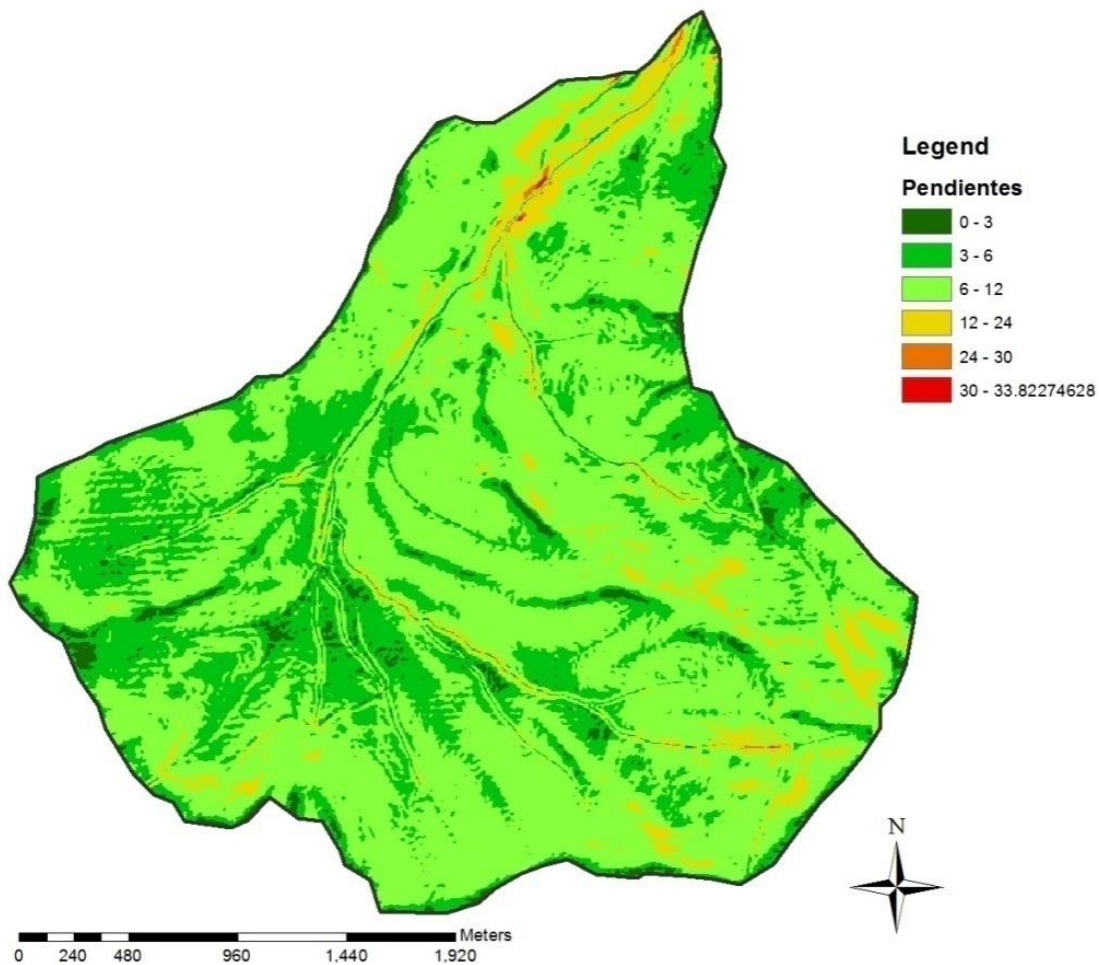 Legend
Pendientes
0 - 3
3 - 6
6 - 12
12 - 24
24 - 30
30 - 33.82274628
N
Meters
0 240 480 960 1,440 1,920